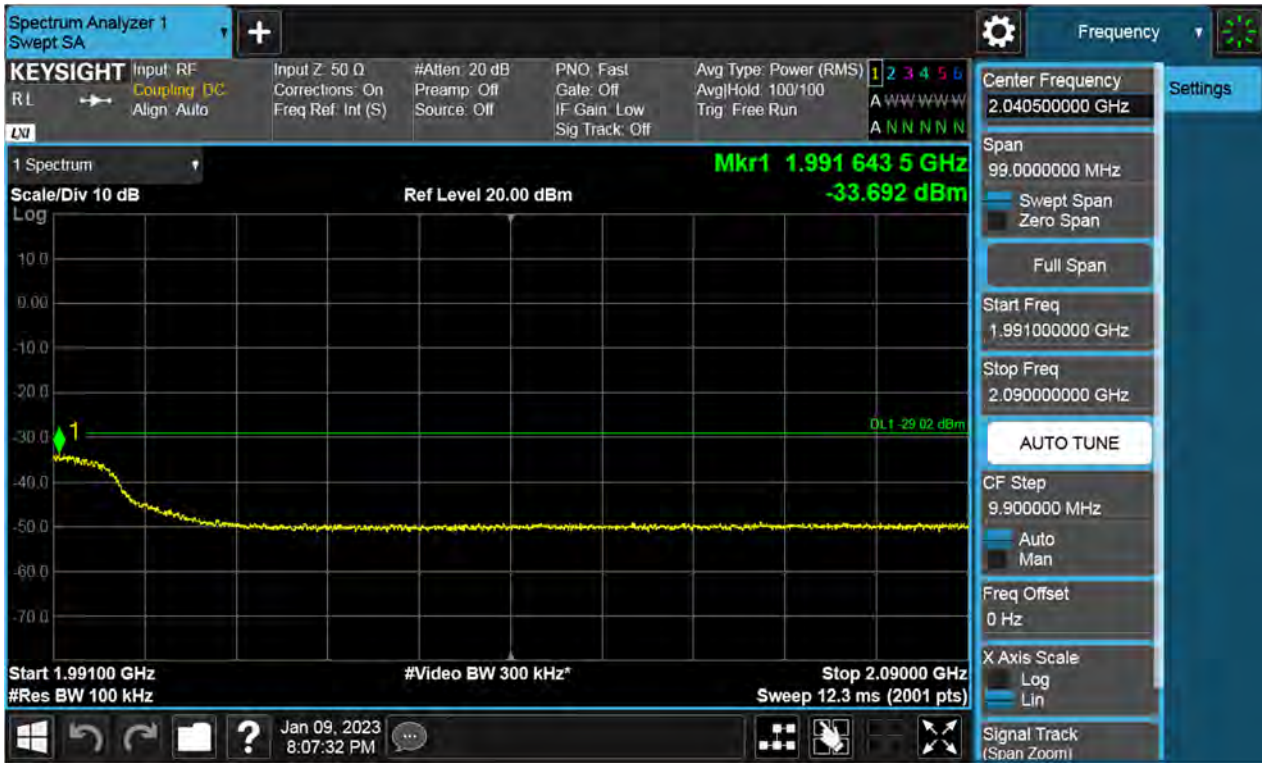 Spectrum Analyzer 1
Swept SA
+
Frequency
KEYSIGHT
RL
LXI
Input: RF
Coupling: DC
Align: Auto
Input Z: 50 Ω
Corrections: On
Freq Ref: Int (S)
#Atten: 20 dB
Preamp: Off
Source: Off
PNO: Fast
Gate: Off
IF Gain: Low
Sig Track: Off
Avg Type: Power (RMS)
Avg|Hold: 100/100
Trig: Free Run
1 2 3 4 5 6
A W W W W W
A N N N N N
1 Spectrum
Mkr1 1.991 643 5 GHz
Scale/Div 10 dB
Ref Level 20.00 dBm
-33.692 dBm
Log
10.0
0.00
-10.0
-20.0
-30.0
-40.0
-50.0
-60.0
-70.0
1
DL1 -29.02 dBm
Start 1.99100 GHz
#Video BW 300 kHz*
Stop 2.09000 GHz
#Res BW 100 kHz
Sweep 12.3 ms (2001 pts)
?
Jan 09, 2023
8:07:32 PM
Center Frequency
2.040500000 GHz
Settings
Span
99.0000000 MHz
Swept Span
Zero Span
Full Span
Start Freq
1.991000000 GHz
Stop Freq
2.090000000 GHz
AUTO TUNE
CF Step
9.900000 MHz
Auto
Man
Freq Offset
0 Hz
X Axis Scale
Log
Lin
Signal Track
(Span Zoom)